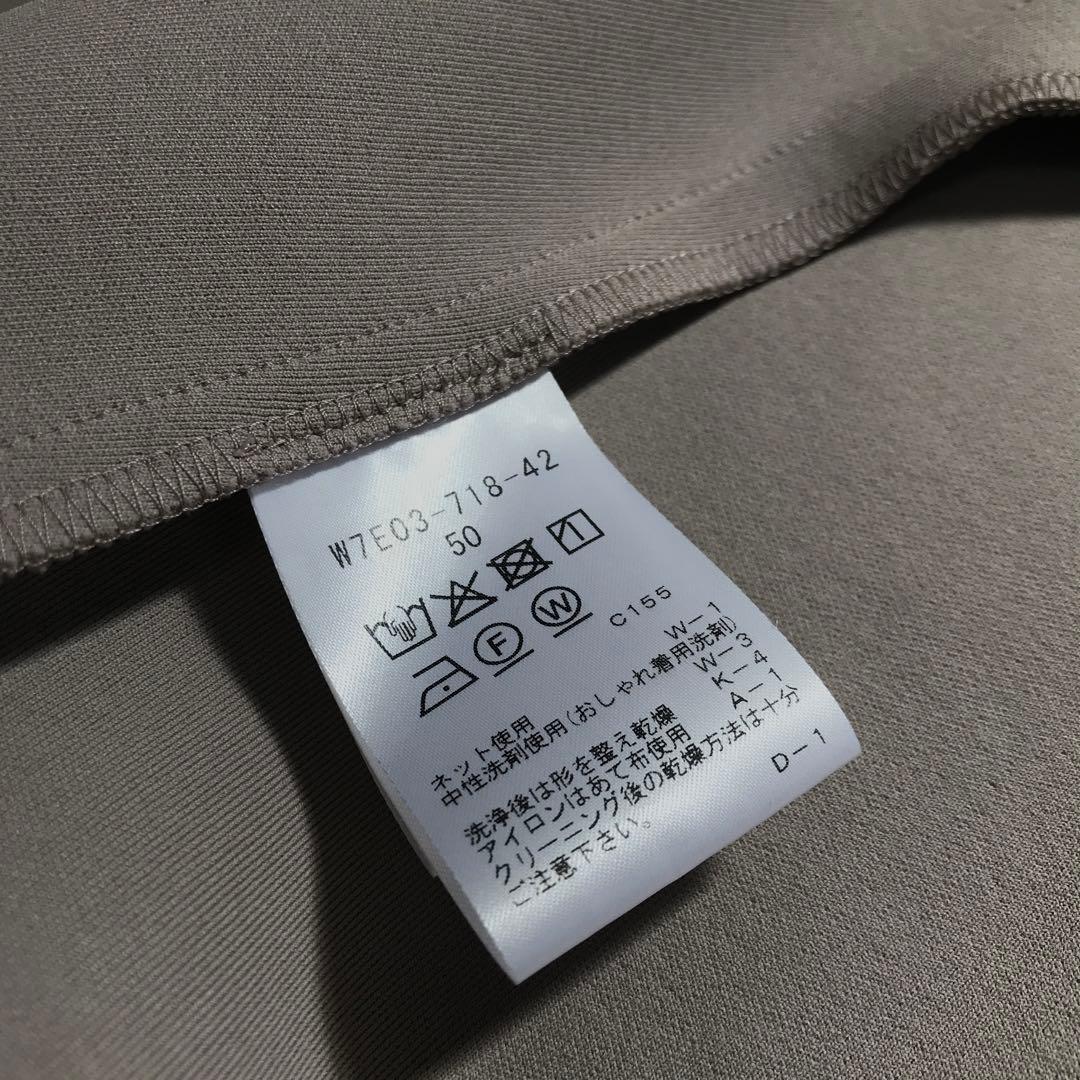 W7E03-718-42
50
F W C155
ネット使用 W-1
中性洗剤使用(おしゃれ着用洗剤) W-3
洗浄後は形を整え乾燥 K-4
アイロンはあて布使用 A-1
クリーニング後の乾燥方法は十分
ご注意下さい。 D-1